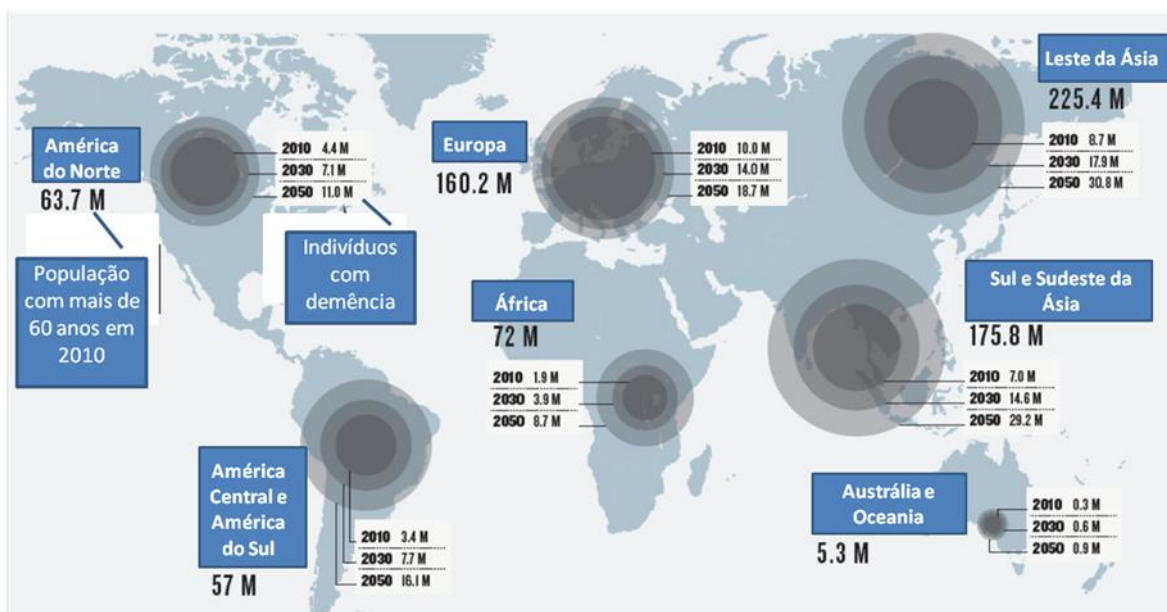 América
do Norte
63.7 M
2010 4.4 M
2030 7.1 M
2050 11.0 M
População
com mais de
60 anos em
2010
Indivíduos
com
demência
Europa
160.2 M
2010 10.0 M
2030 14.0 M
2050 18.7 M
Leste da Ásia
225.4 M
2010 8.7 M
2030 17.9 M
2050 30.8 M
África
72 M
2010 1.9 M
2030 3.9 M
2050 8.7 M
Sul e Sudeste da
Ásia
175.8 M
2010 7.0 M
2030 14.6 M
2050 29.2 M
América
Central e
América
do Sul
57 M
2010 3.4 M
2030 7.7 M
2050 16.1 M
Austrália e
Oceania
5.3 M
2010 0.3 M
2030 0.6 M
2050 0.9 M